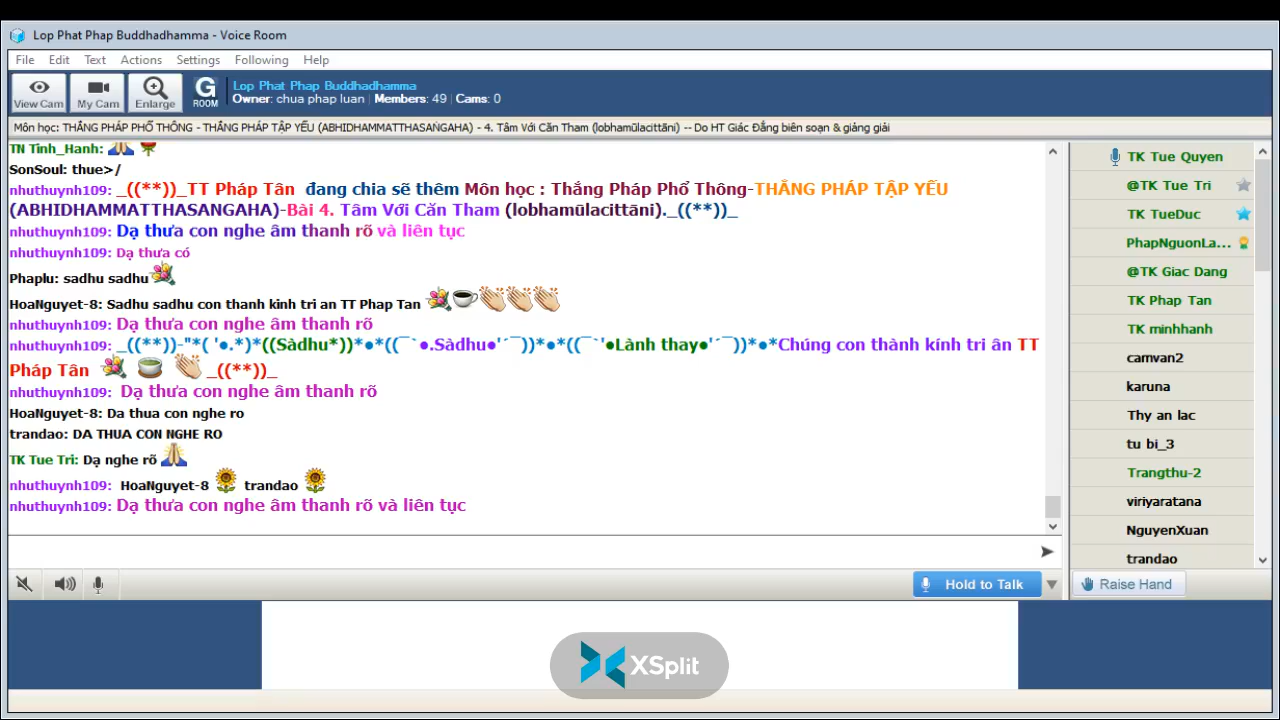 Lop Phat Phap Buddhadhamma - Voice Room
File Edit Text Actions Settings Following Help
View Cam My Cam Enlarge G ROOM
Lop Phat Phap Buddhadhamma
Owner: chua phap luan | Members: 49 | Cams: 0
Môn học: THẮNG PHÁP PHỔ THÔNG - THẮNG PHÁP TẬP YẾU (ABHIDHAMMATTHASAṄGAHA) - 4. Tâm Với Căn Tham (lobhamūlacittāni) -- Do HT Giác Đẳng biên soạn & giảng giải
TN Tinh_Hanh:
SonSoul: thue>/
nhuthuynh109: _((**))_TT Pháp Tân đang chia sẽ thêm Môn học : Thắng Pháp Phổ Thông-THẮNG PHÁP TẬP YẾU
(ABHIDHAMMATTHASANGAHA)-Bài 4. Tâm Với Căn Tham (lobhamūlacittāni)._((**))_
nhuthuynh109: Dạ thưa con nghe âm thanh rõ và liên tục
nhuthuynh109: Dạ thưa có
Phaplu: sadhu sadhu
HoaNguyet-8: Sadhu sadhu con thanh kinh tri an TT Phap Tan
nhuthuynh109: Dạ thưa con nghe âm thanh rõ
nhuthuynh109: _((**))-"*( '●.*)*((Sàdhu*))*●*((¯`●.Sàdhu●'´¯))*●*((¯`'●Lành thay●'´¯))*●*Chúng con thành kính tri ân TT
Pháp Tân _((**))_
nhuthuynh109: Dạ thưa con nghe âm thanh rõ
HoaNguyet-8: Da thua con nghe ro
trandao: DA THUA CON NGHE RO
TK Tue Tri: Dạ nghe rõ
nhuthuynh109: HoaNguyet-8 trandao
nhuthuynh109: Dạ thưa con nghe âm thanh rõ và liên tục
Hold to Talk
TK Tue Quyen
@TK Tue Tri
TK TueDuc
PhapNguonLa...
@TK Giac Dang
TK Phap Tan
TK minhhanh
camvan2
karuna
Thy an lac
tu bi_3
Trangthu-2
viriyaratana
NguyenXuan
trandao
Raise Hand
XSplit